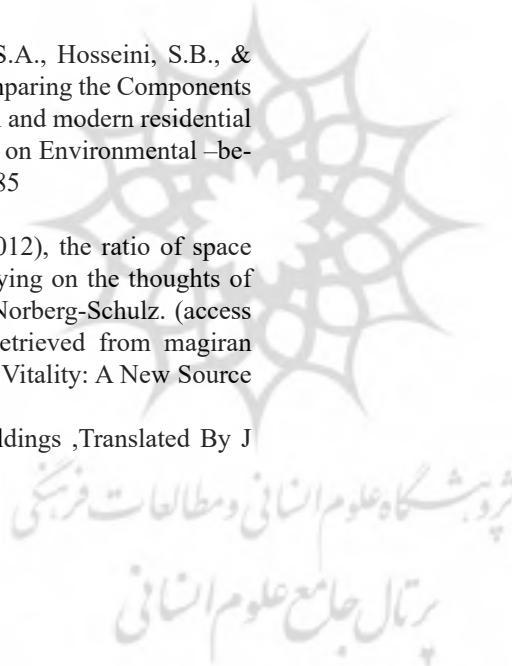 S.A., Hosseini, S.B., &
nparing the Components
and modern residential
on Environmental –be-
85
012), the ratio of space
ying on the thoughts of
Norberg-Schulz. (access
etrieved from magiran
Vitality: A New Source
ldings ,Translated By J
پژوهشگاه علوم انسانی و مطالعات فرهنگی
پرتال جامع علوم انسانی